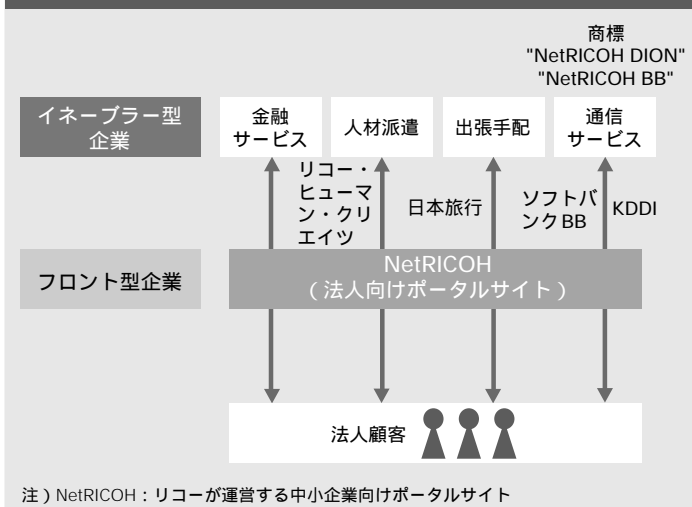 商標
"NetRICOH DION"
"NetRICOH BB"
イネーブラー型
企業
金融
サービス
人材派遣
出張手配
通信
サービス
リコー・
ヒューマ
ン・クリ
エイツ
日本旅行
ソフトバ
ンクBB
KDDI
フロント型企業
NetRICOH
(法人向けポータルサイト)
法人顧客
注)NetRICOH:リコーが運営する中小企業向けポータルサイト